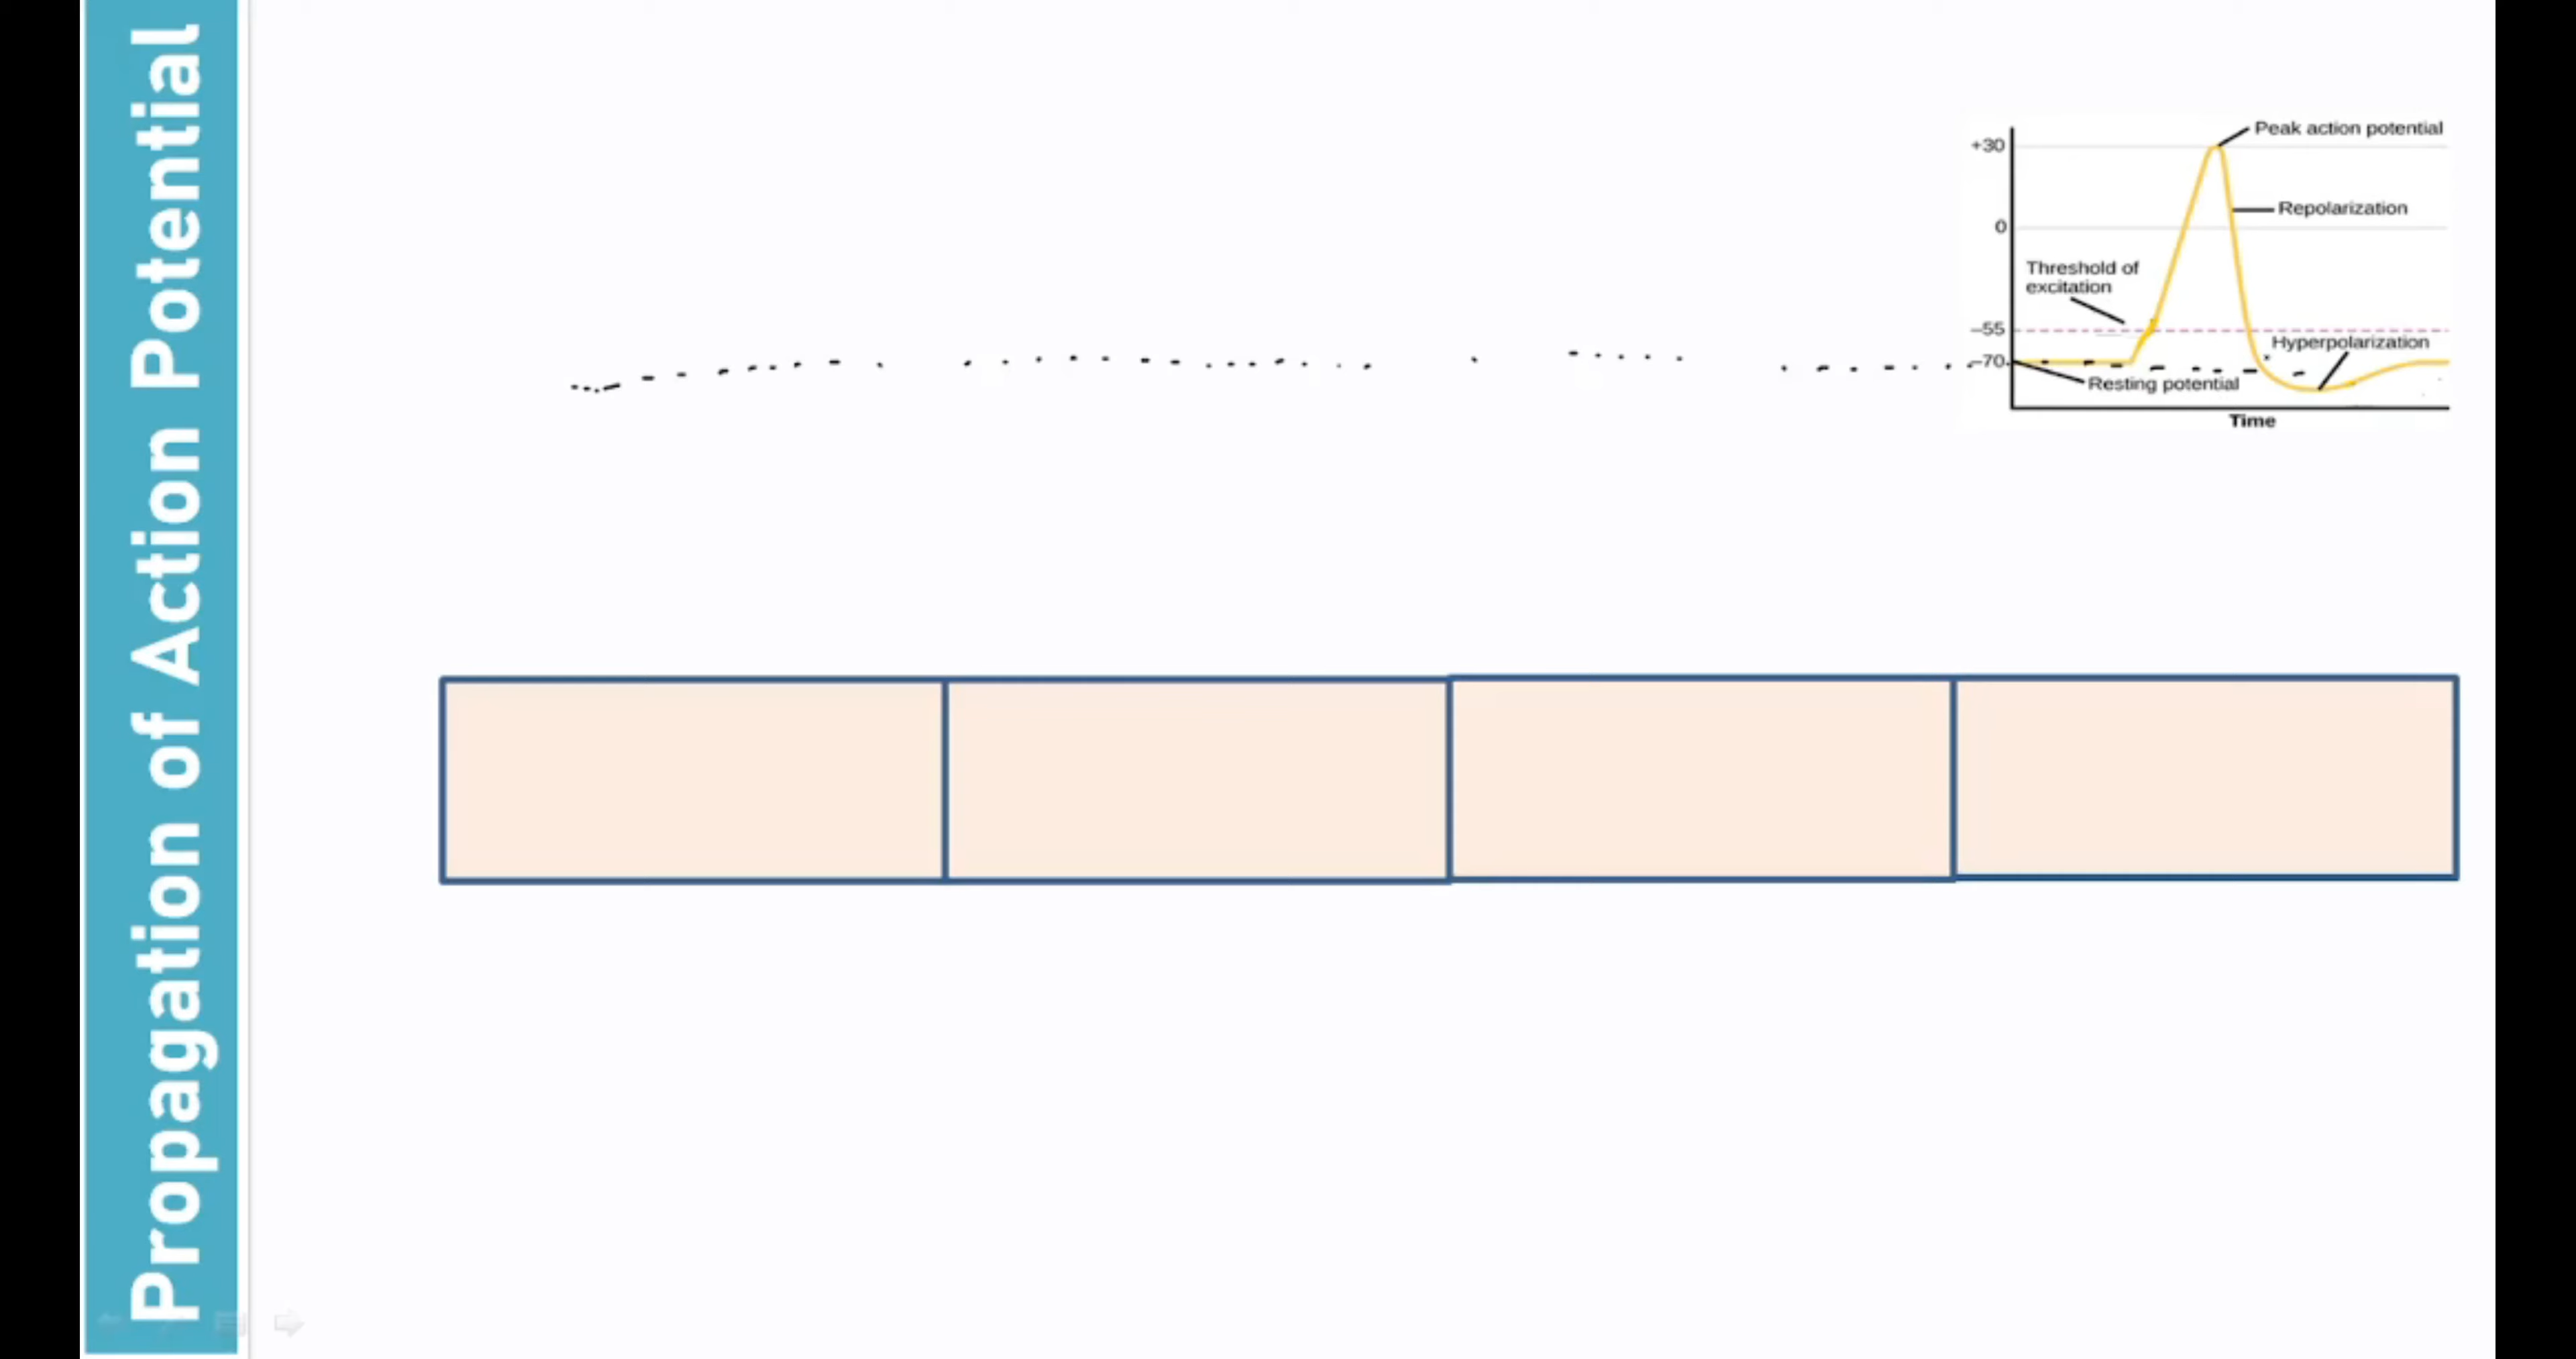 Propagation of Action Potential
Peak action potential
+30
Repolarization
0
Threshold of
excitation
–55
Hyperpolarization
–70
Resting potential
Time